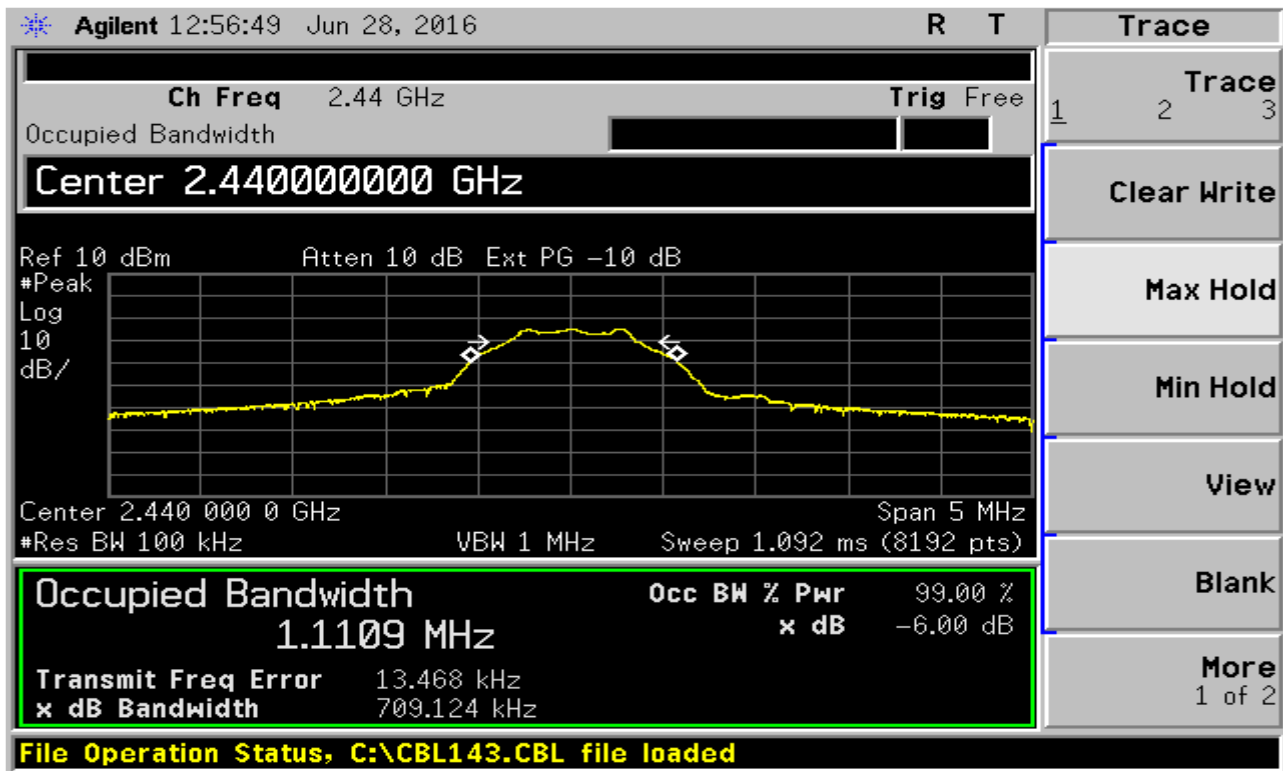 Agilent 12:56:49 Jun 28, 2016 R T
Trace
Ch Freq 2.44 GHz Trig Free
Occupied Bandwidth
Center 2.440000000 GHz
Ref 10 dBm Atten 10 dB Ext PG -10 dB
#Peak
Log
10
dB/
Center 2.440 000 0 GHz Span 5 MHz
#Res BW 100 kHz VBW 1 MHz Sweep 1.092 ms (8192 pts)
Occupied Bandwidth
1.1109 MHz
Occ BW % Pwr 99.00 %
x dB -6.00 dB
Transmit Freq Error 13.468 kHz
x dB Bandwidth 709.124 kHz
File Operation Status, C:\CBL143.CBL file loaded
Trace
1 2 3
Clear Write
Max Hold
Min Hold
View
Blank
More
1 of 2